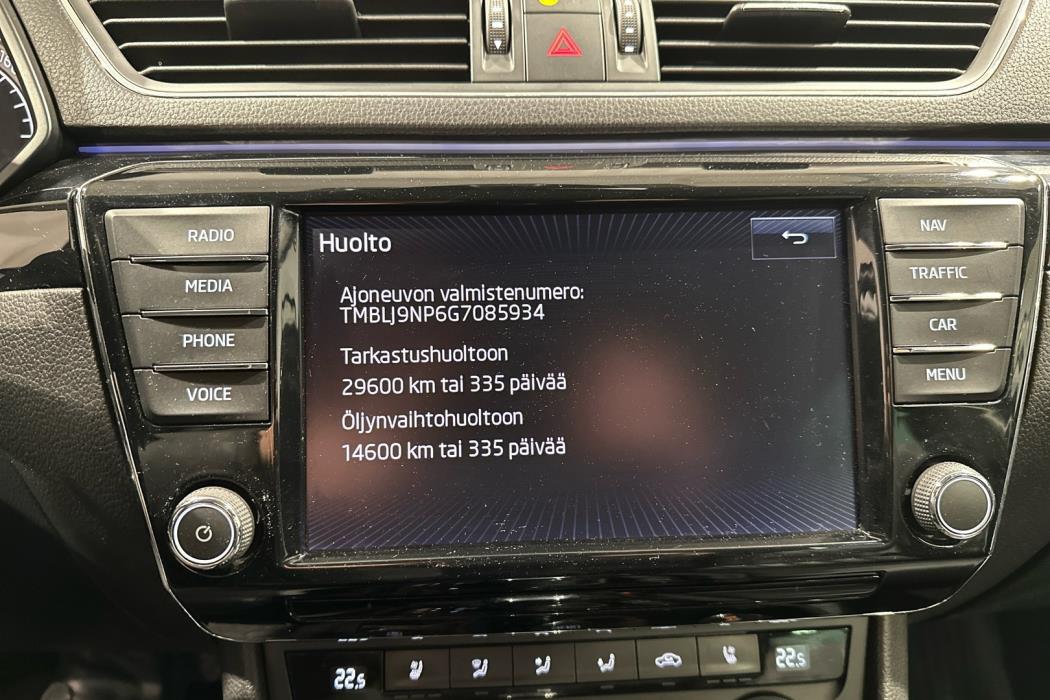 160
RADIO
MEDIA
PHONE
VOICE
Huolto
Ajoneuvon valmistenumero:
TMBLJ9NP6G7085934
Tarkastushuoltoon
29600 km tai 335 päivää
Öljynvaihtohuoltoon
14600 km tai 335 päivää
NAV
TRAFFIC
CAR
MENU
22.5
22.5